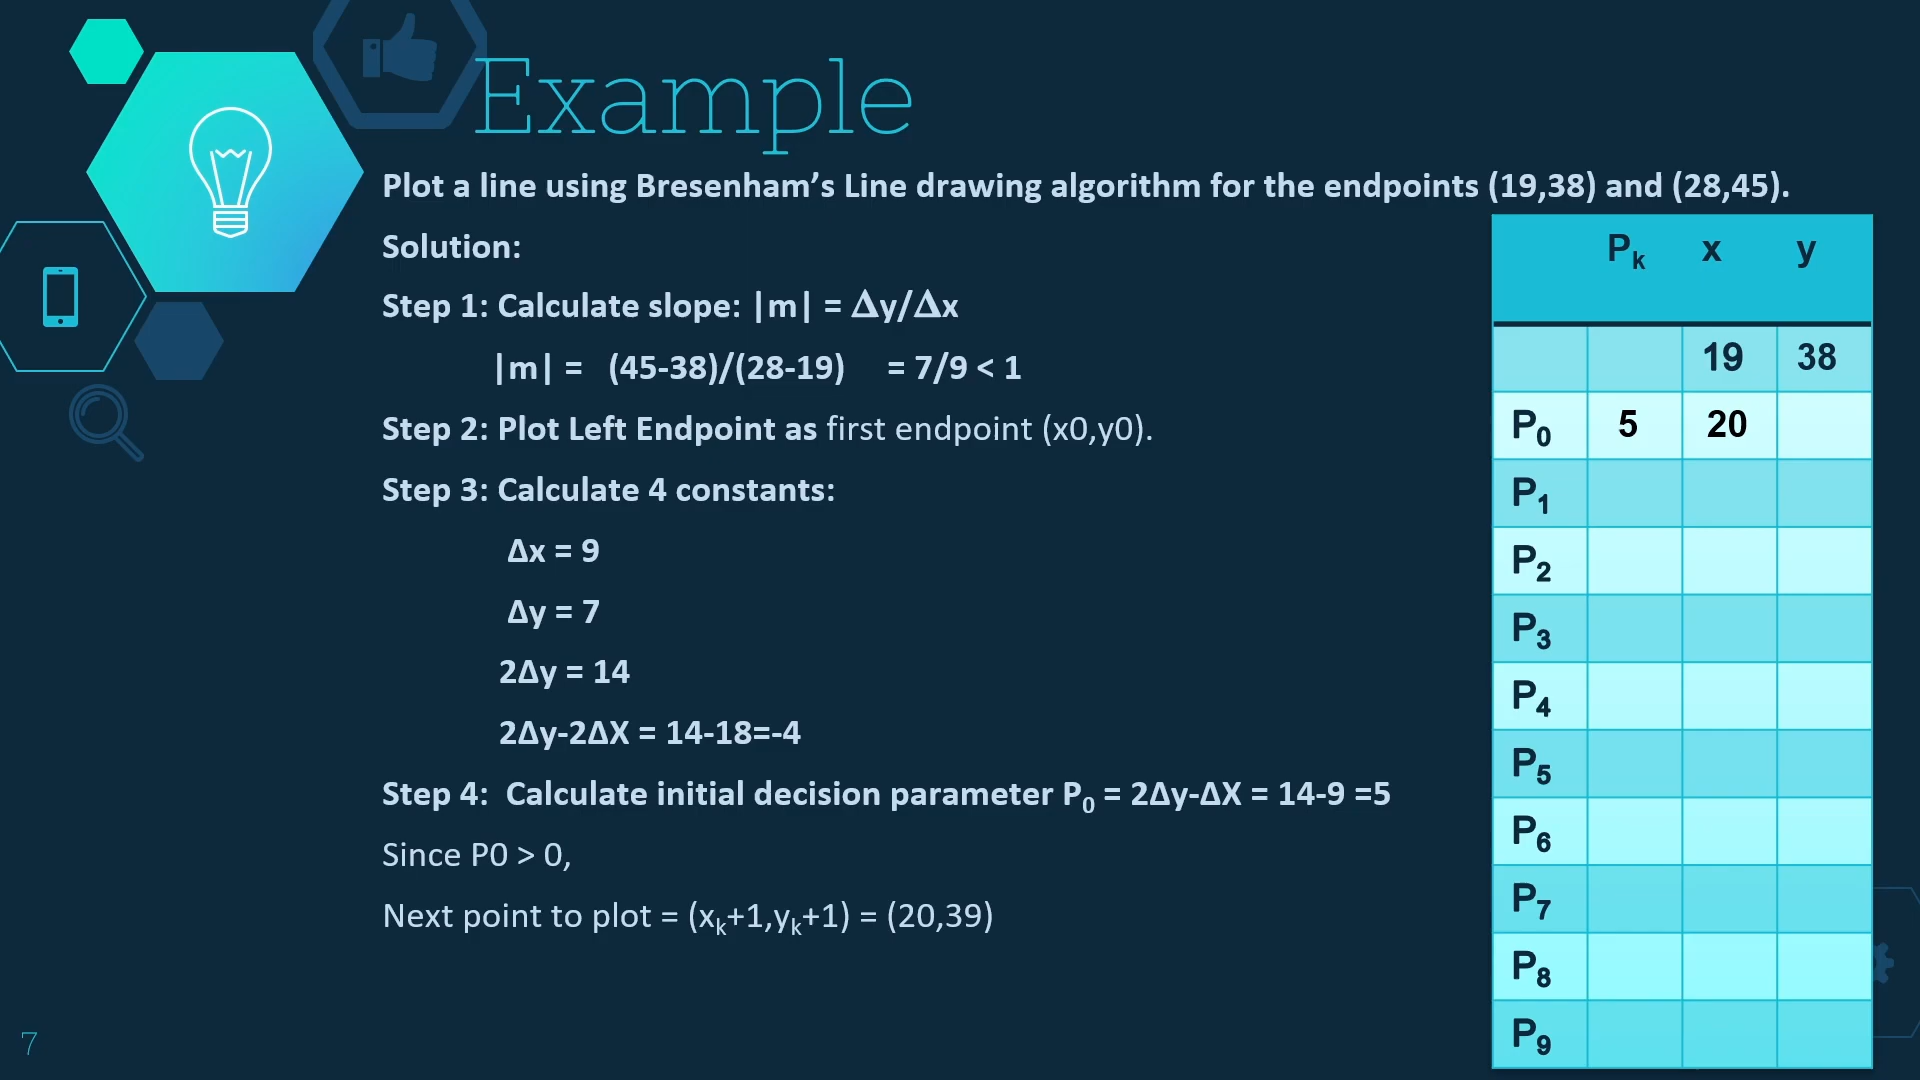 Example
Plot a line using Bresenham’s Line drawing algorithm for the endpoints (19,38) and (28,45).
Solution:
Step 1: Calculate slope: |m| = Δy/Δx
|m| = (45-38)/(28-19) = 7/9 < 1
Step 2: Plot Left Endpoint as first endpoint (x0,y0).
Step 3: Calculate 4 constants:
Δx = 9
Δy = 7
2Δy = 14
2Δy-2ΔX = 14-18=-4
Step 4: Calculate initial decision parameter P₀ = 2Δy-ΔX = 14-9 =5
Since P0 > 0,
Next point to plot = (xₖ+1,yₖ+1) = (20,39)
Pₖ x y
19 38
P₀ 5 20
P₁
P₂
P₃
P₄
P₅
P₆
P₇
P₈
P₉
7